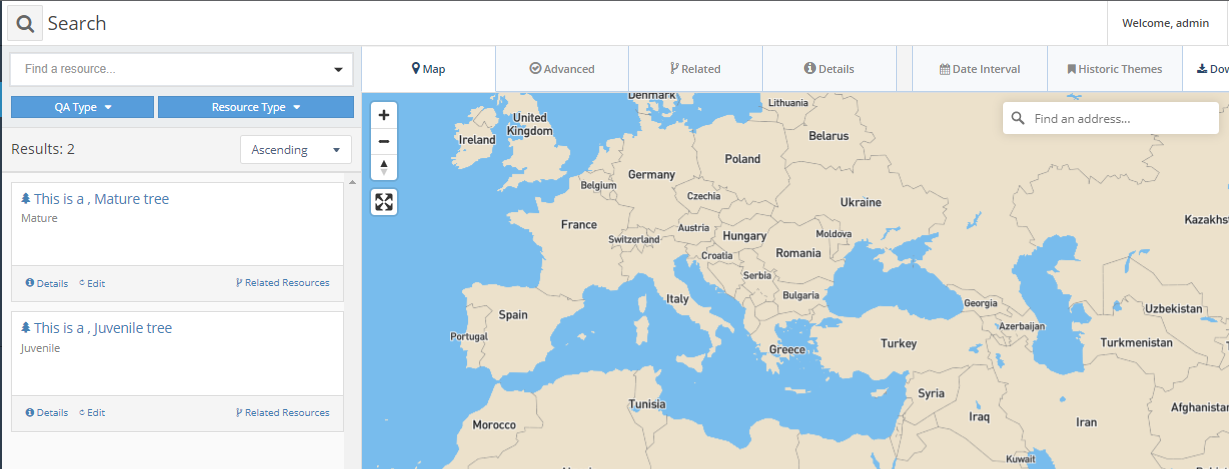 Search
Welcome, admin
Find a resource...
QA Type
Resource Type
Results: 2
Ascending
This is a , Mature tree
Mature
Details
Edit
Related Resources
This is a , Juvenile tree
Juvenile
Details
Edit
Related Resources
Map
Advanced
Related
Details
Date Interval
Historic Themes
Dow
Find an address...
Denmark
Lithuania
United
Kingdom
Ireland
Belarus
Poland
Germany
Belgium
Czechia
Ukraine
France
Austria
Switzerland
Hungary
Moldova
Kazakhst
Croatia
Romania
Serbia
Italy
Bulgaria
Georgia
Uzbekistan
Spain
Azerbaijan
Portugal
Greece
Turkey
Turkmenistan
Syria
Tunisia
Iraq
Iran
Afghanistan
Morocco
Kuwait